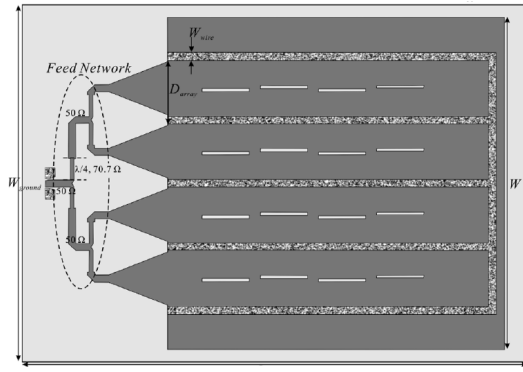 W_wire
Feed Network
D_array
50 Ω
λ/4, 70.7 Ω
W_ground
W
50 Ω
50 Ω